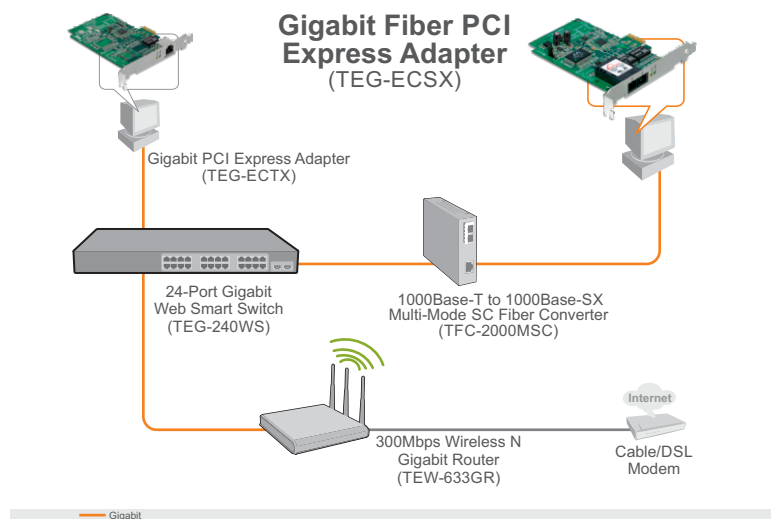 Gigabit Fiber PCI
Express Adapter
(TEG-ECSX)
Gigabit PCI Express Adapter
(TEG-ECTX)
24-Port Gigabit
Web Smart Switch
(TEG-240WS)
1000Base-T to 1000Base-SX
Multi-Mode SC Fiber Converter
(TFC-2000MSC)
300Mbps Wireless N
Gigabit Router
(TEW-633GR)
Internet
Cable/DSL
Modem
Gigabit